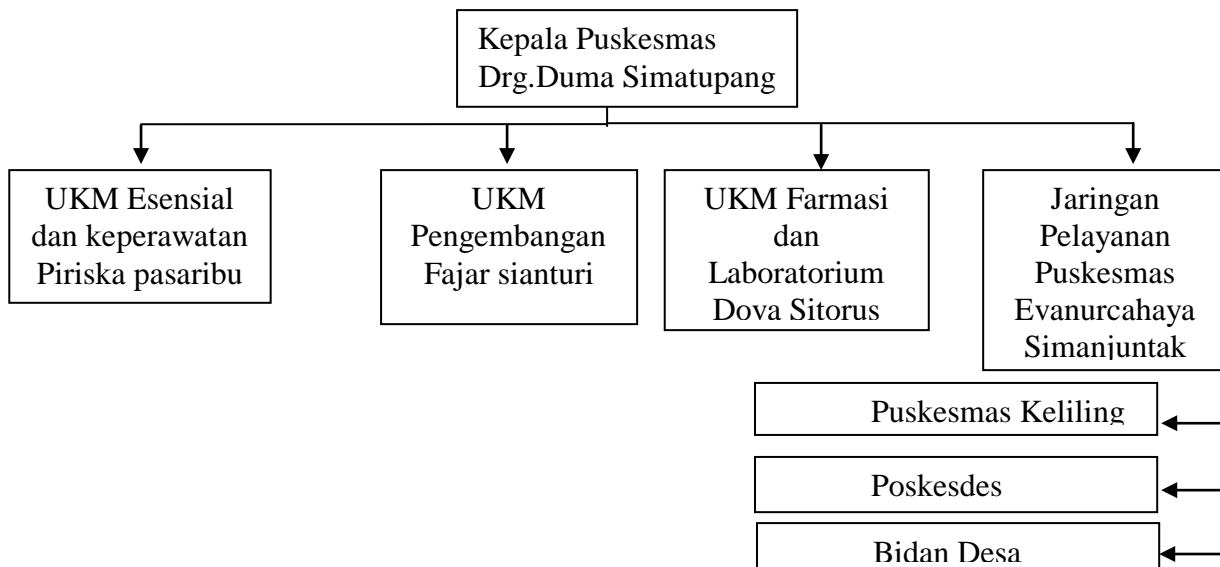 Kepala Puskesmas
Drg.Duma Simatupang
UKM Esensial
dan keperawatan
Piriska pasaribu
UKM
Pengembangan
Fajar sianturi
UKM Farmasi
dan
Laboratorium
Dova Sitorus
Jaringan
Pelayanan
Puskesmas
Evanurcahaya
Simanjuntak
Puskesmas Keliling
Poskesdes
Bidan Desa